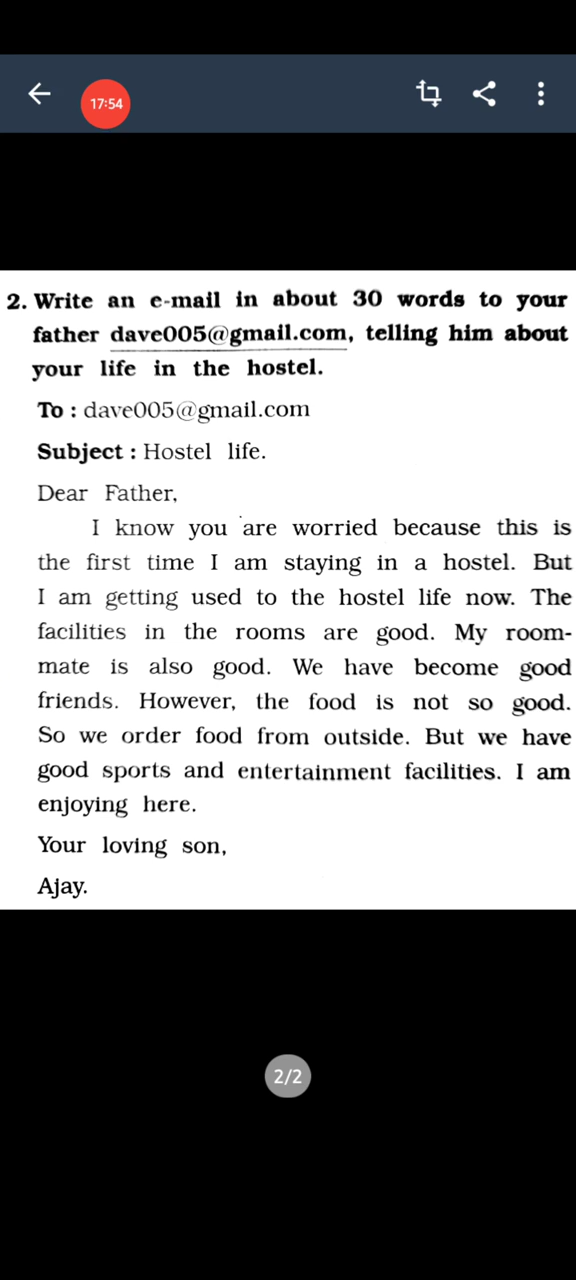 17:54
2. Write an e-mail in about 30 words to your
father dave005@gmail.com, telling him about
your life in the hostel.
To : dave005@gmail.com
Subject : Hostel life.
Dear Father,
I know you are worried because this is
the first time I am staying in a hostel. But
I am getting used to the hostel life now. The
facilities in the rooms are good. My room-
mate is also good. We have become good
friends. However, the food is not so good.
So we order food from outside. But we have
good sports and entertainment facilities. I am
enjoying here.
Your loving son,
Ajay.
2/2